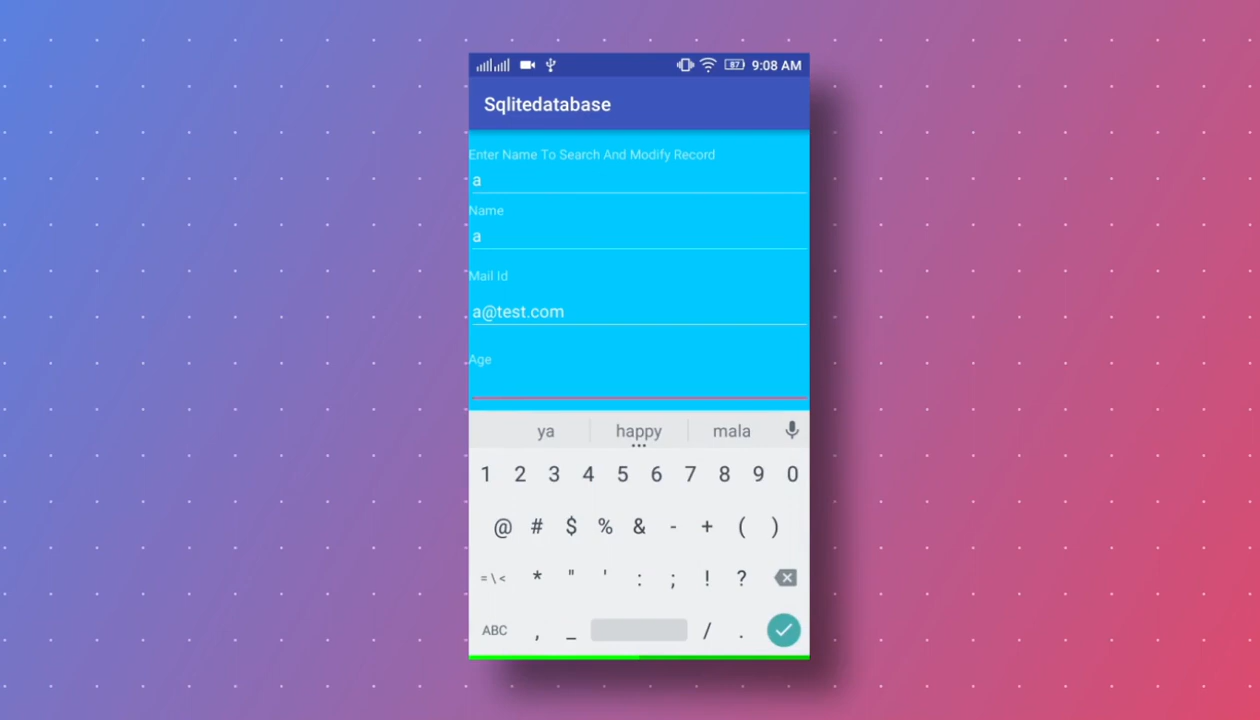 87 9:08 AM
Sqlitedatabase
Enter Name To Search And Modify Record
a
Name
a
Mail Id
a@test.com
Age
ya happy mala
1 2 3 4 5 6 7 8 9 0
@ # $ % & - + ( )
= \ < * " ' : ; ! ?
ABC , _ / .